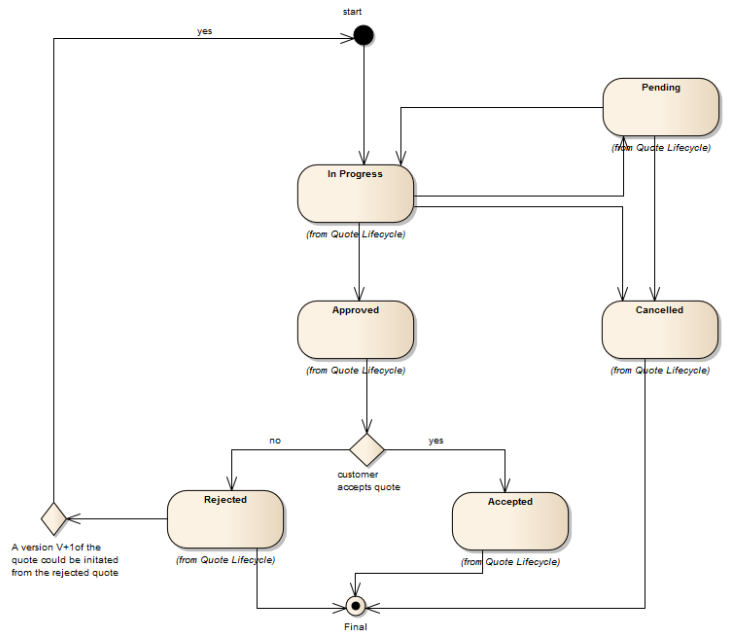 start
yes
Pending
(from Quote Lifecycle)
In Progress
(from Quote Lifecycle)
Approved
(from Quote Lifecycle)
Cancelled
(from Quote Lifecycle)
no
yes
customer
accepts quote
Rejected
(from Quote Lifecycle)
Accepted
(from Quote Lifecycle)
A version V+1of the
quote could be initated
from the rejected quote
Final